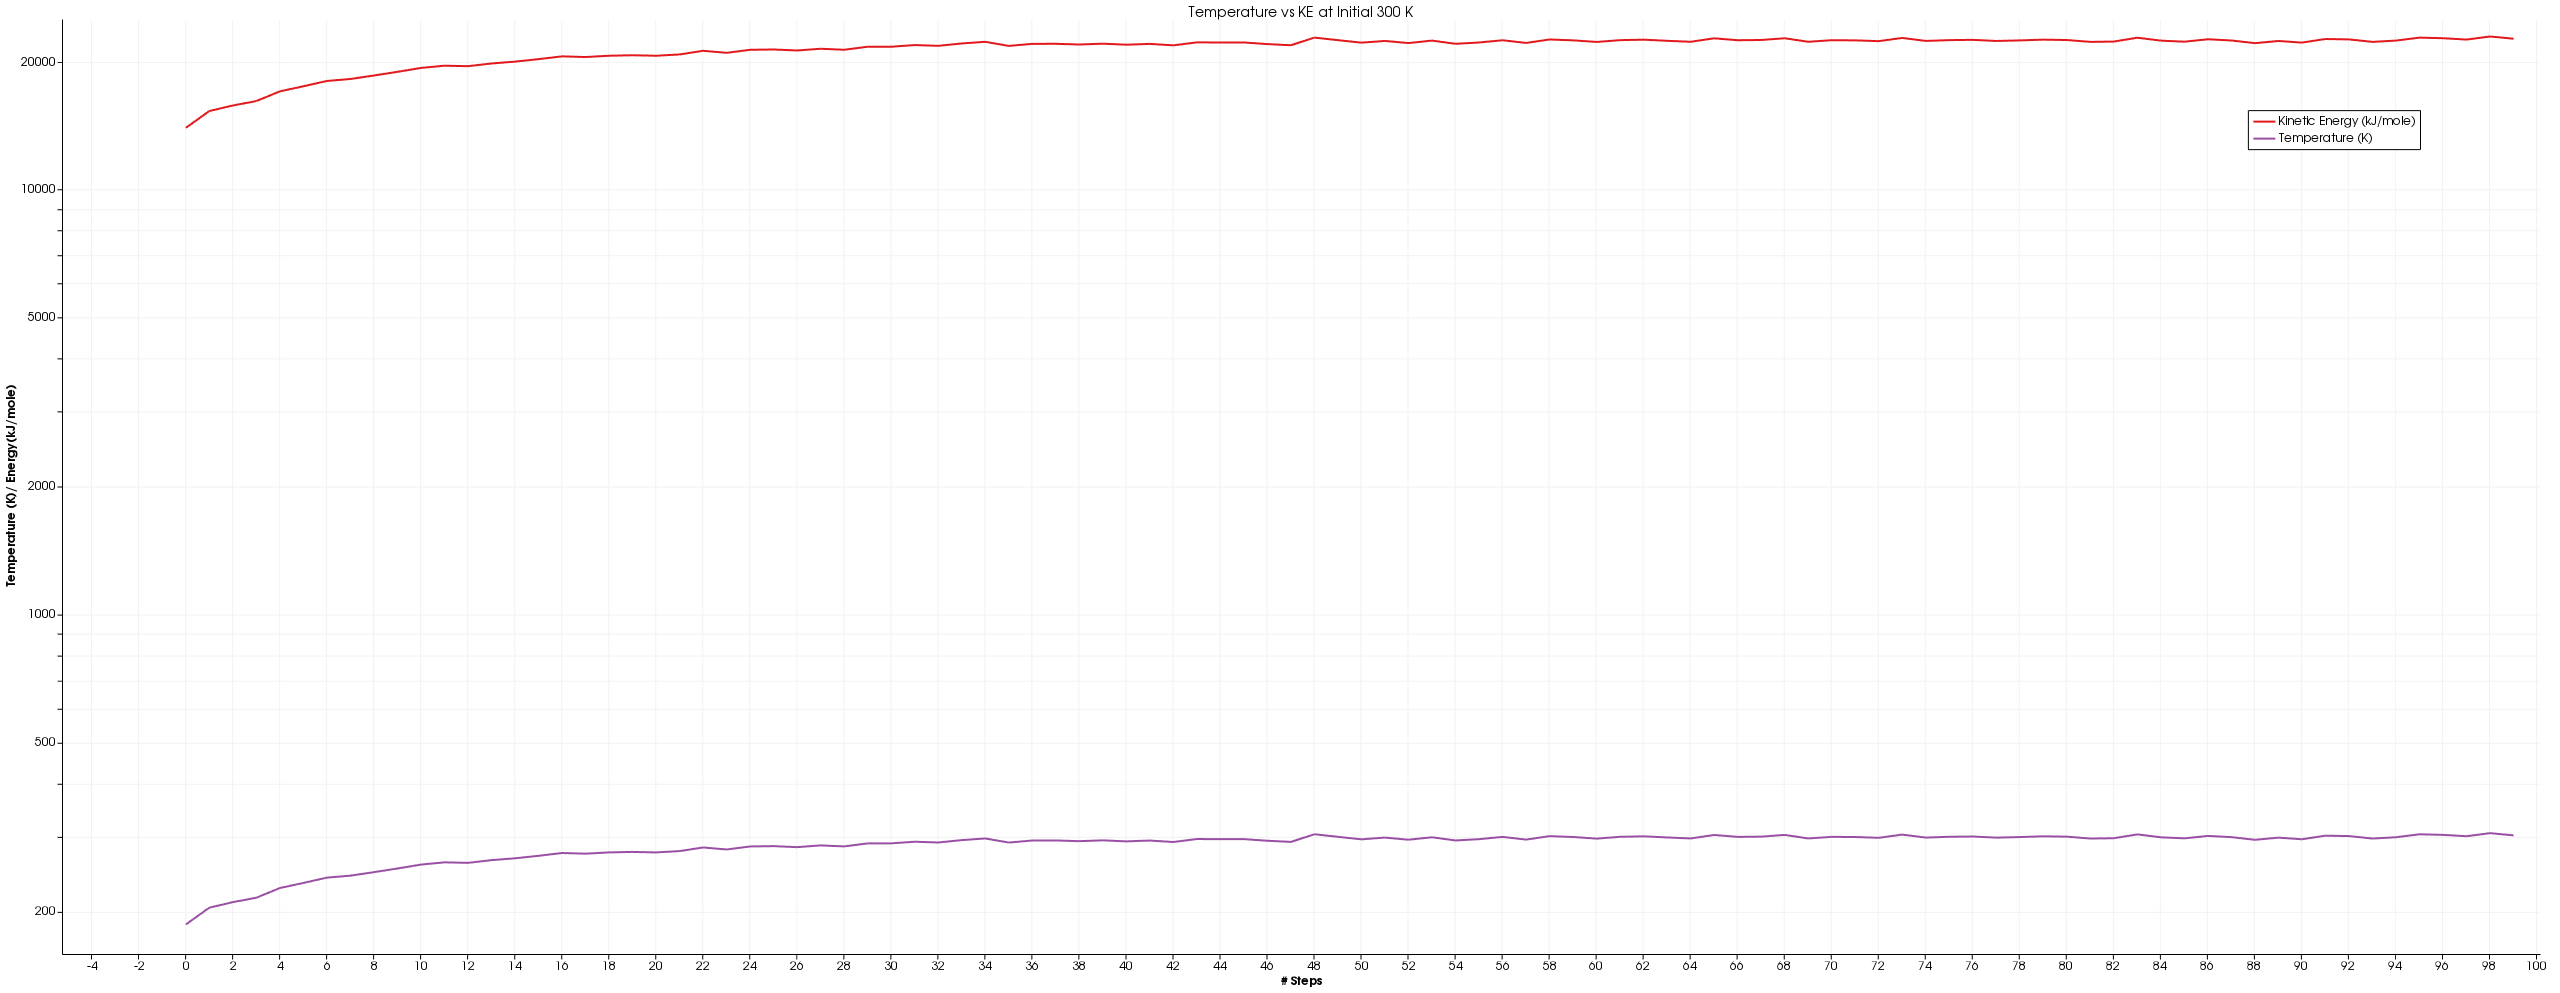 Temperature vs KE at Initial 300 K
Kinetic Energy (kJ/mole)
Temperature (K)
Temperature (K)/ Energy(kJ/mole)
20000
10000
5000
2000
1000
500
200
-4 -2 0 2 4 6 8 10 12 14 16 18 20 22 24 26 28 30 32 34 36 38 40 42 44 46 48 50 52 54 56 58 60 62 64 66 68 70 72 74 76 78 80 82 84 86 88 90 92 94 96 98 100
# Steps